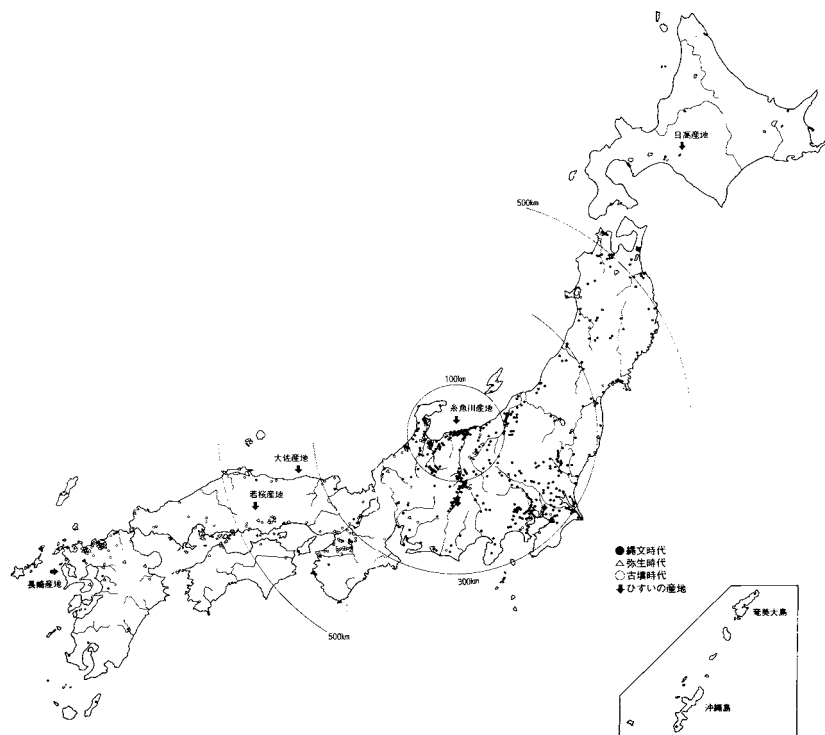 日高産地
500km
100km
糸魚川産地
大佐産地
若桜産地
長崎産地
300km
500km
●縄文時代
△弥生時代
○古墳時代
⬇ひすいの産地
奄美大島
沖縄島